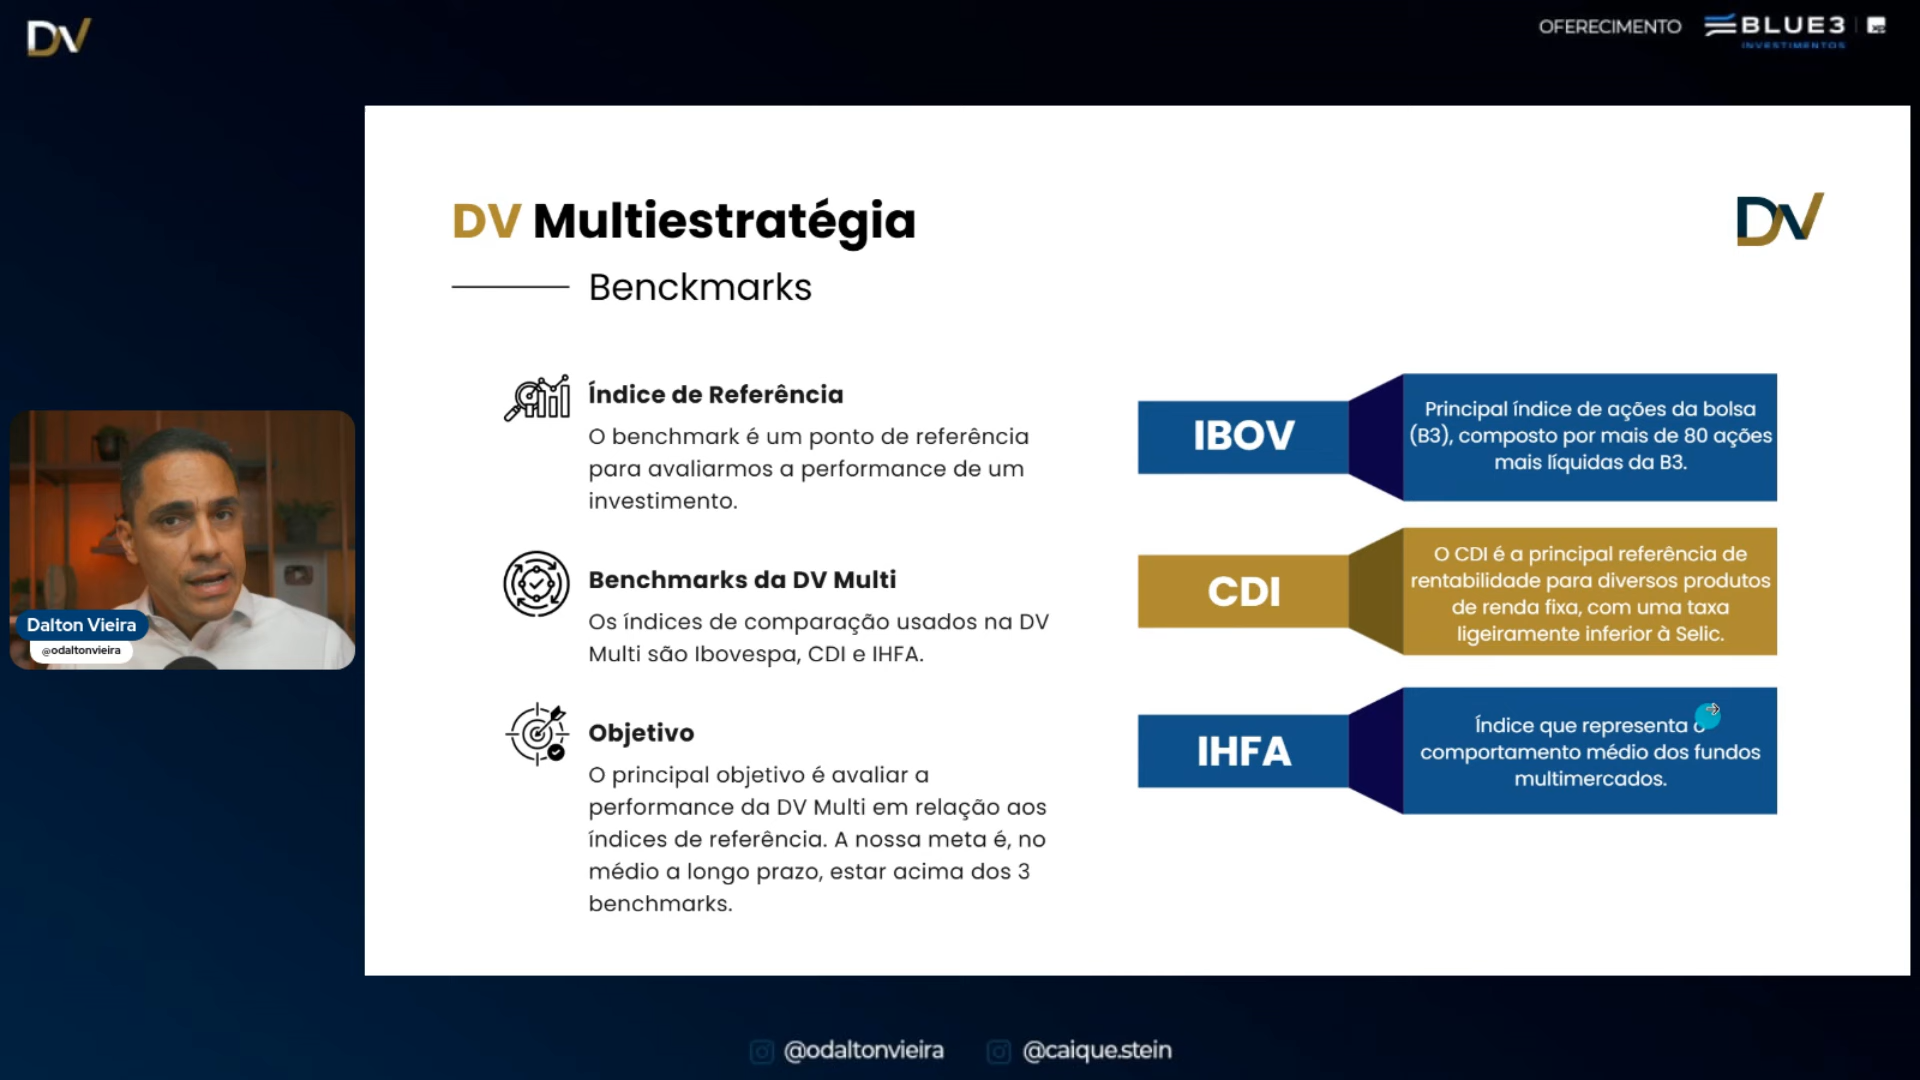 DV
OFERECIMENTO
BLUE3
INVESTIMENTOS
DV Multiestratégia
DV
Benckmarks
Índice de Referência
O benchmark é um ponto de referência
para avaliarmos a performance de um
investimento.
Benchmarks da DV Multi
Os índices de comparação usados na DV
Multi são Ibovespa, CDI e IHFA.
Objetivo
O principal objetivo é avaliar a
performance da DV Multi em relação aos
índices de referência. A nossa meta é, no
médio a longo prazo, estar acima dos 3
benchmarks.
IBOV
Principal índice de ações da bolsa
(B3), composto por mais de 80 ações
mais líquidas da B3.
CDI
O CDI é a principal referência de
rentabilidade para diversos produtos
de renda fixa, com uma taxa
ligeiramente inferior à Selic.
IHFA
Índice que representa o
comportamento médio dos fundos
multimercados.
Dalton Vieira
@odaltonvieira
@odaltonvieira
@caique.stein